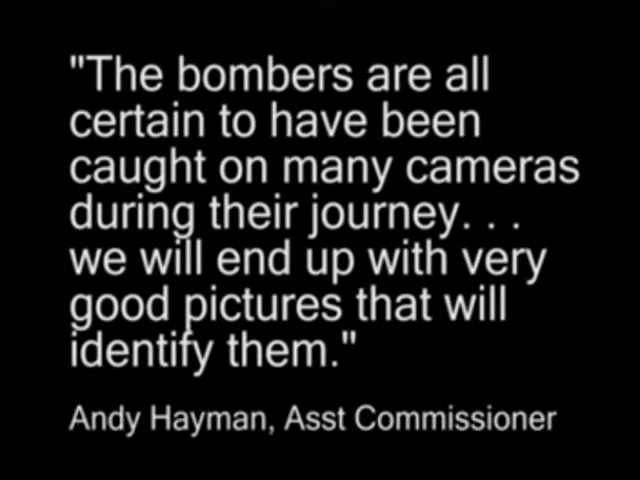 "The bombers are all
certain to have been
caught on many cameras
during their journey. . .
we will end up with very
good pictures that will
identify them."
Andy Hayman, Asst Commissioner